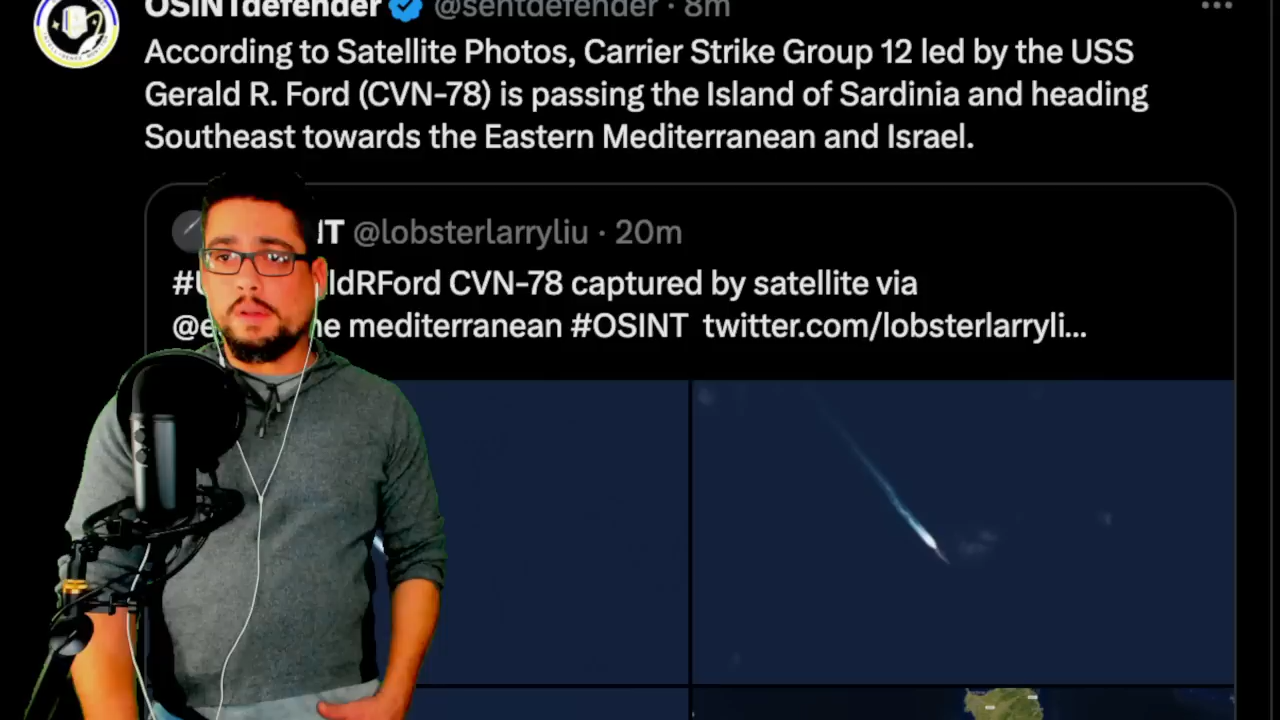 OSINTdefender @sentdefender · 8m
According to Satellite Photos, Carrier Strike Group 12 led by the USS
Gerald R. Ford (CVN-78) is passing the Island of Sardinia and heading
Southeast towards the Eastern Mediterranean and Israel.
@lobsterlarryliu · 20m
CVN-78 captured by satellite via
mediterranean #OSINT twitter.com/lobsterlarryli...